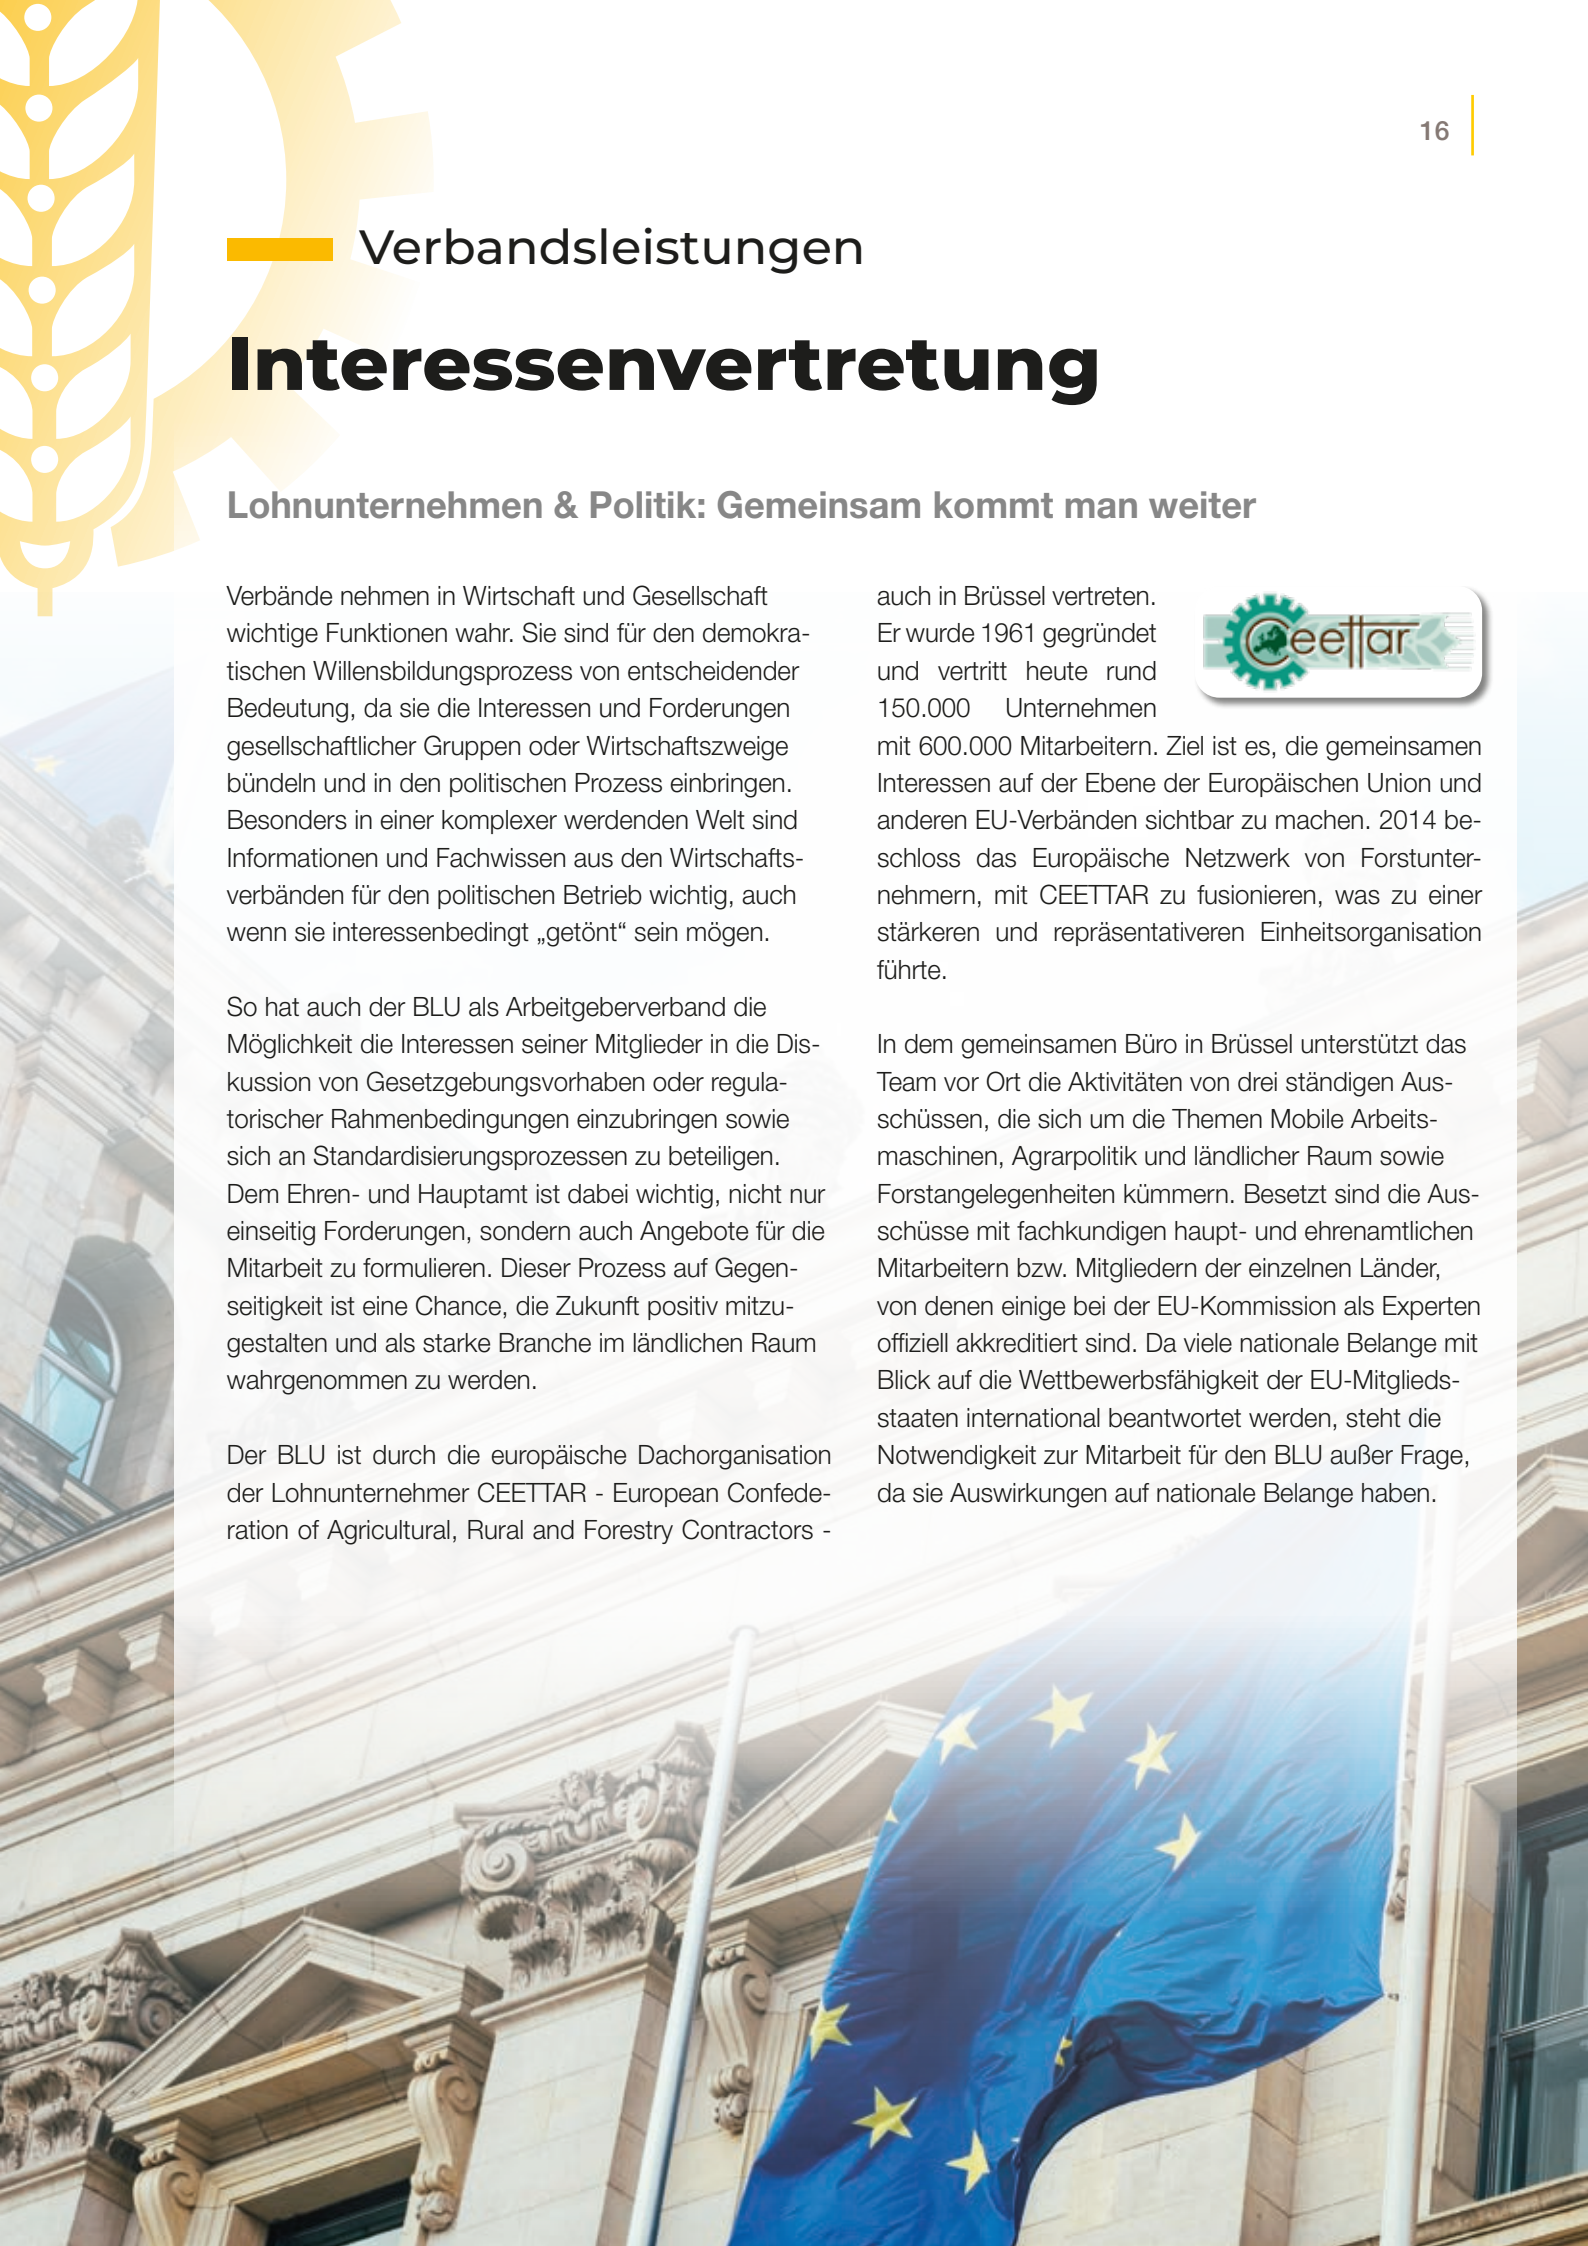 16
Verbandsleistungen
Interessenvertretung
Lohnunternehmen & Politik: Gemeinsam kommt man weiter
Verbände nehmen in Wirtschaft und Gesellschaft
wichtige Funktionen wahr. Sie sind für den demokra-
tischen Willensbildungsprozess von entscheidender
Bedeutung, da sie die Interessen und Forderungen
gesellschaftlicher Gruppen oder Wirtschaftszweige
bündeln und in den politischen Prozess einbringen.
Besonders in einer komplexer werdenden Welt sind
Informationen und Fachwissen aus den Wirtschafts-
verbänden für den politischen Betrieb wichtig, auch
wenn sie interessenbedingt „getönt“ sein mögen.
So hat auch der BLU als Arbeitgeberverband die
Möglichkeit die Interessen seiner Mitglieder in die Dis-
kussion von Gesetzgebungsvorhaben oder regula-
torischer Rahmenbedingungen einzubringen sowie
sich an Standardisierungsprozessen zu beteiligen.
Dem Ehren- und Hauptamt ist dabei wichtig, nicht nur
einseitig Forderungen, sondern auch Angebote für die
Mitarbeit zu formulieren. Dieser Prozess auf Gegen-
seitigkeit ist eine Chance, die Zukunft positiv mitzu-
gestalten und als starke Branche im ländlichen Raum
wahrgenommen zu werden.
Der BLU ist durch die europäische Dachorganisation
der Lohnunternehmer CEETTAR - European Confede-
ration of Agricultural, Rural and Forestry Contractors -
auch in Brüssel vertreten.
Er wurde 1961 gegründet
und vertritt heute rund
150.000 Unternehmen
mit 600.000 Mitarbeitern. Ziel ist es, die gemeinsamen
Interessen auf der Ebene der Europäischen Union und
anderen EU-Verbänden sichtbar zu machen. 2014 be-
schloss das Europäische Netzwerk von Forstunter-
nehmern, mit CEETTAR zu fusionieren, was zu einer
stärkeren und repräsentativeren Einheitsorganisation
führte.
Ceettar
In dem gemeinsamen Büro in Brüssel unterstützt das
Team vor Ort die Aktivitäten von drei ständigen Aus-
schüssen, die sich um die Themen Mobile Arbeits-
maschinen, Agrarpolitik und ländlicher Raum sowie
Forstangelegenheiten kümmern. Besetzt sind die Aus-
schüsse mit fachkundigen haupt- und ehrenamtlichen
Mitarbeitern bzw. Mitgliedern der einzelnen Länder,
von denen einige bei der EU-Kommission als Experten
offiziell akkreditiert sind. Da viele nationale Belange mit
Blick auf die Wettbewerbsfähigkeit der EU-Mitglieds-
staaten international beantwortet werden, steht die
Notwendigkeit zur Mitarbeit für den BLU außer Frage,
da sie Auswirkungen auf nationale Belange haben.